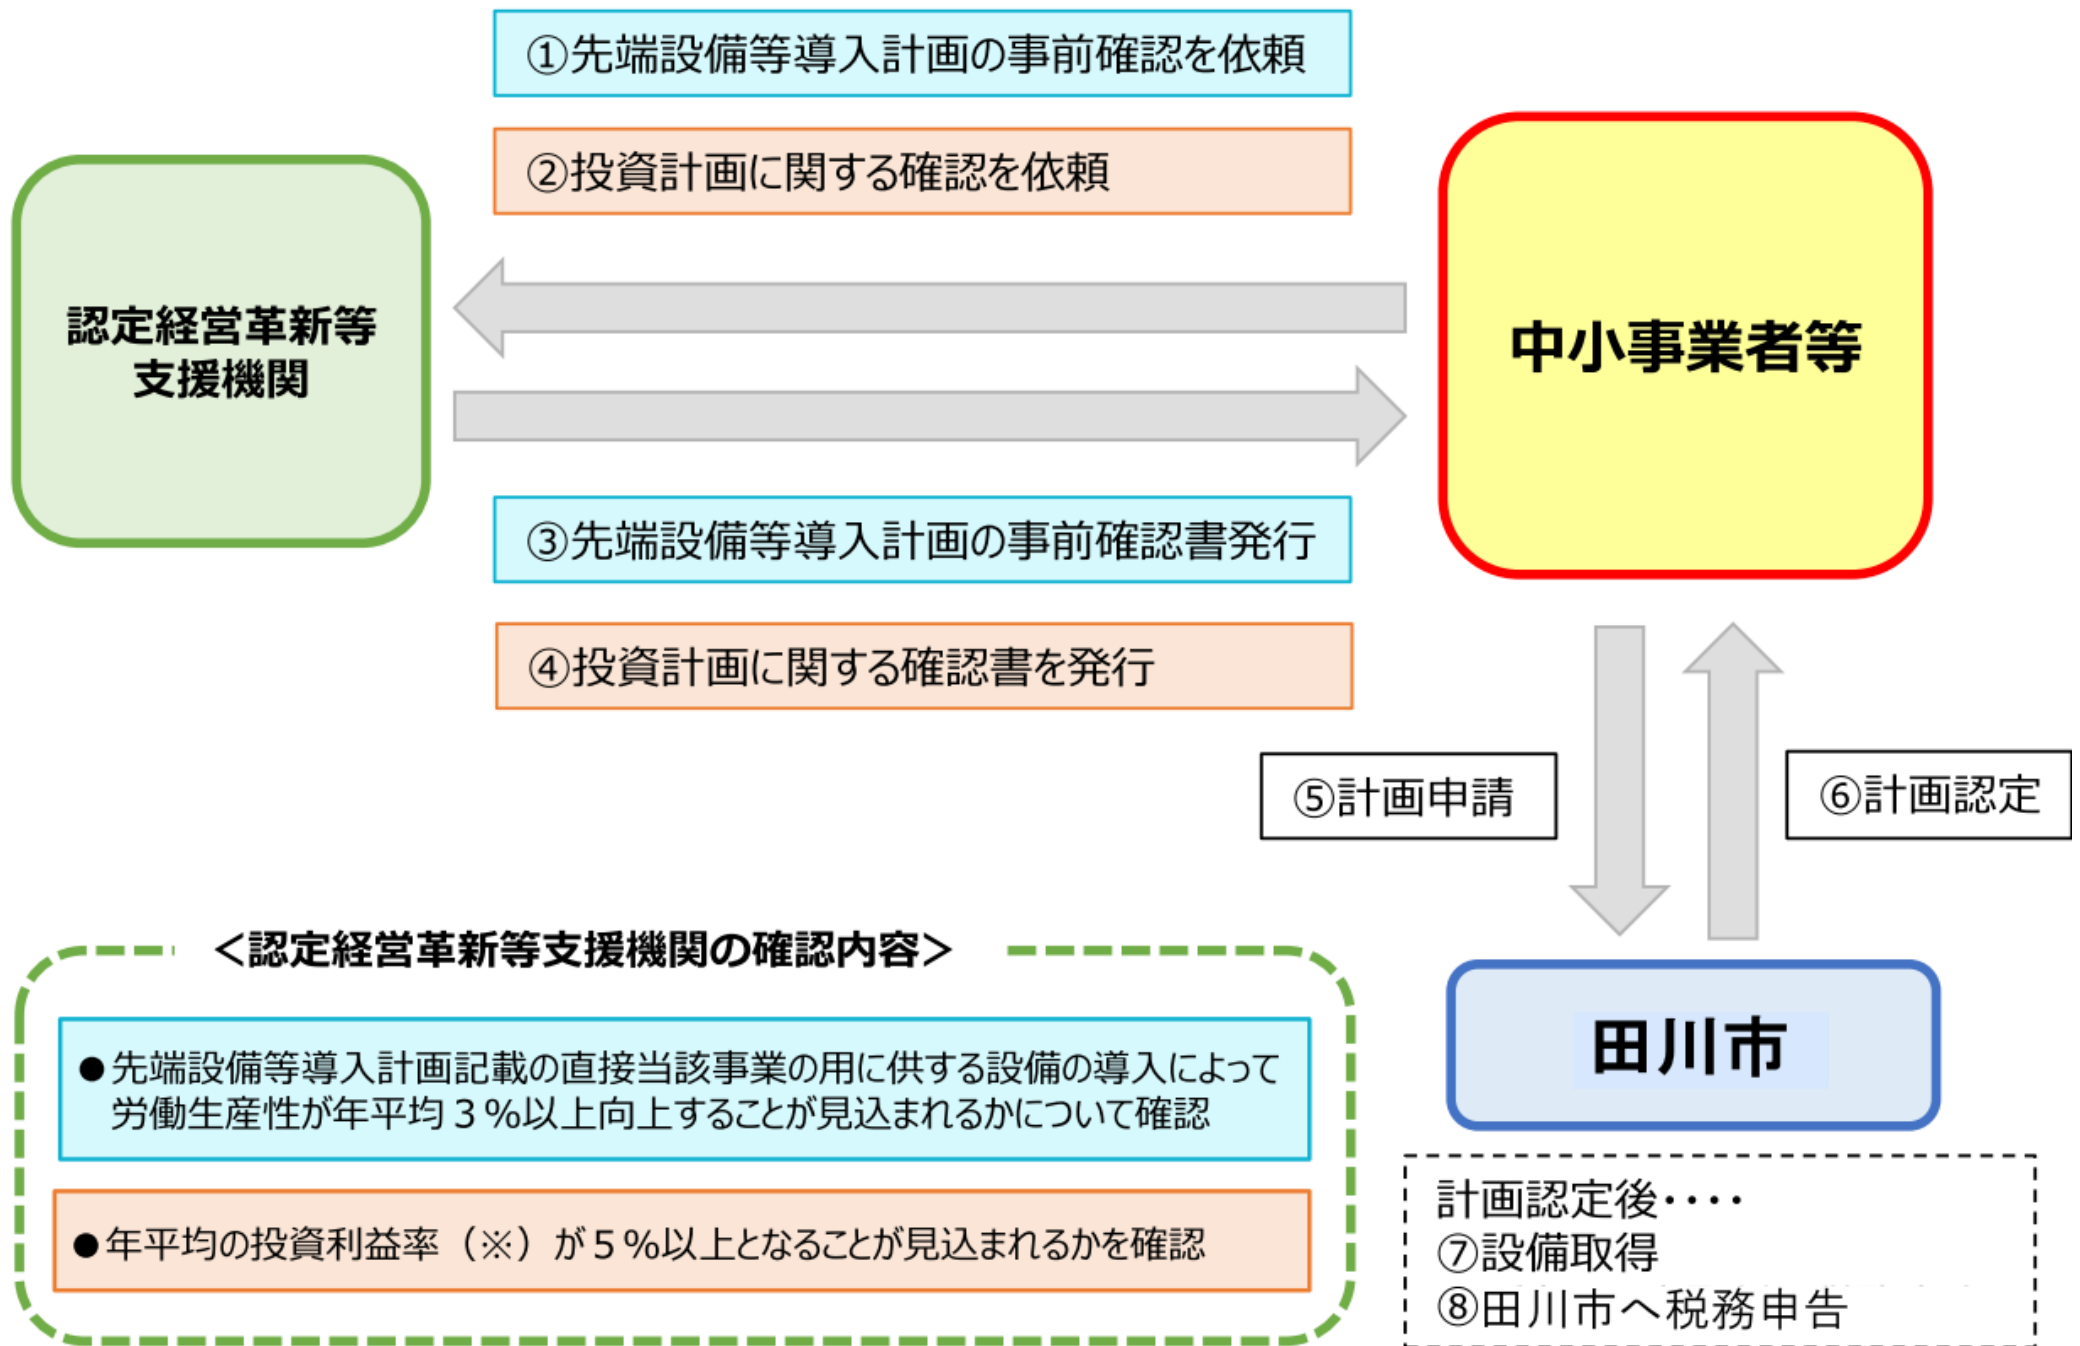 ①先端設備等導入計画の事前確認を依頼
②投資計画に関する確認を依頼
認定経営革新等
支援機関
中小事業者等
③先端設備等導入計画の事前確認書発行
④投資計画に関する確認書を発行
⑤計画申請
⑥計画認定
＜認定経営革新等支援機関の確認内容＞
●先端設備等導入計画記載の直接当該事業の用に供する設備の導入によって
労働生産性が年平均３％以上向上することが見込まれるかについて確認
●年平均の投資利益率（※）が５％以上となることが見込まれるかを確認
田川市
計画認定後・・・・
⑦設備取得
⑧田川市へ税務申告